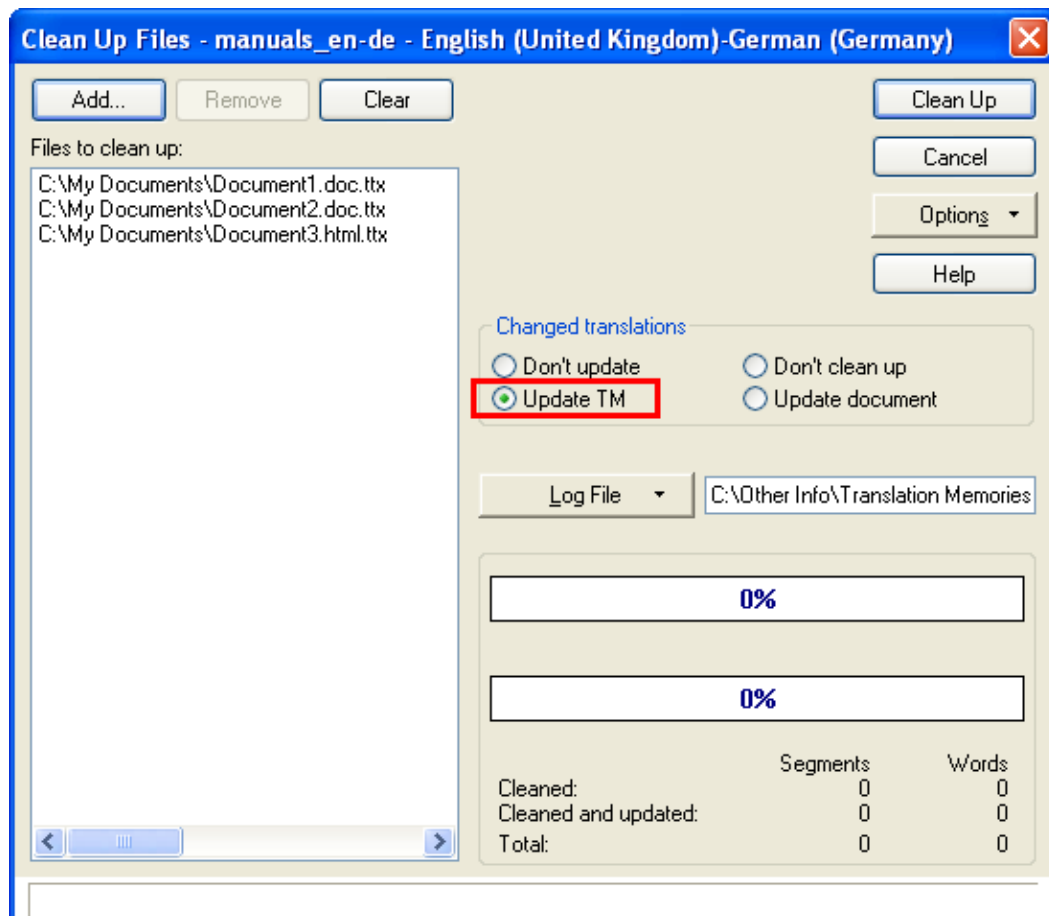 Clean Up Files - manuals_en-de - English (United Kingdom)-German (Germany)
Add... Remove Clear Clean Up
Files to clean up:
Cancel
C:\My Documents\Document1.doc.ttx
C:\My Documents\Document2.doc.ttx
C:\My Documents\Document3.html.ttx
Options
Help
Changed translations
Don't update Don't clean up
Update TM Update document
Log File C:\Other Info\Translation Memories
0%
0%
Segments Words
Cleaned: 0 0
Cleaned and updated: 0 0
Total: 0 0